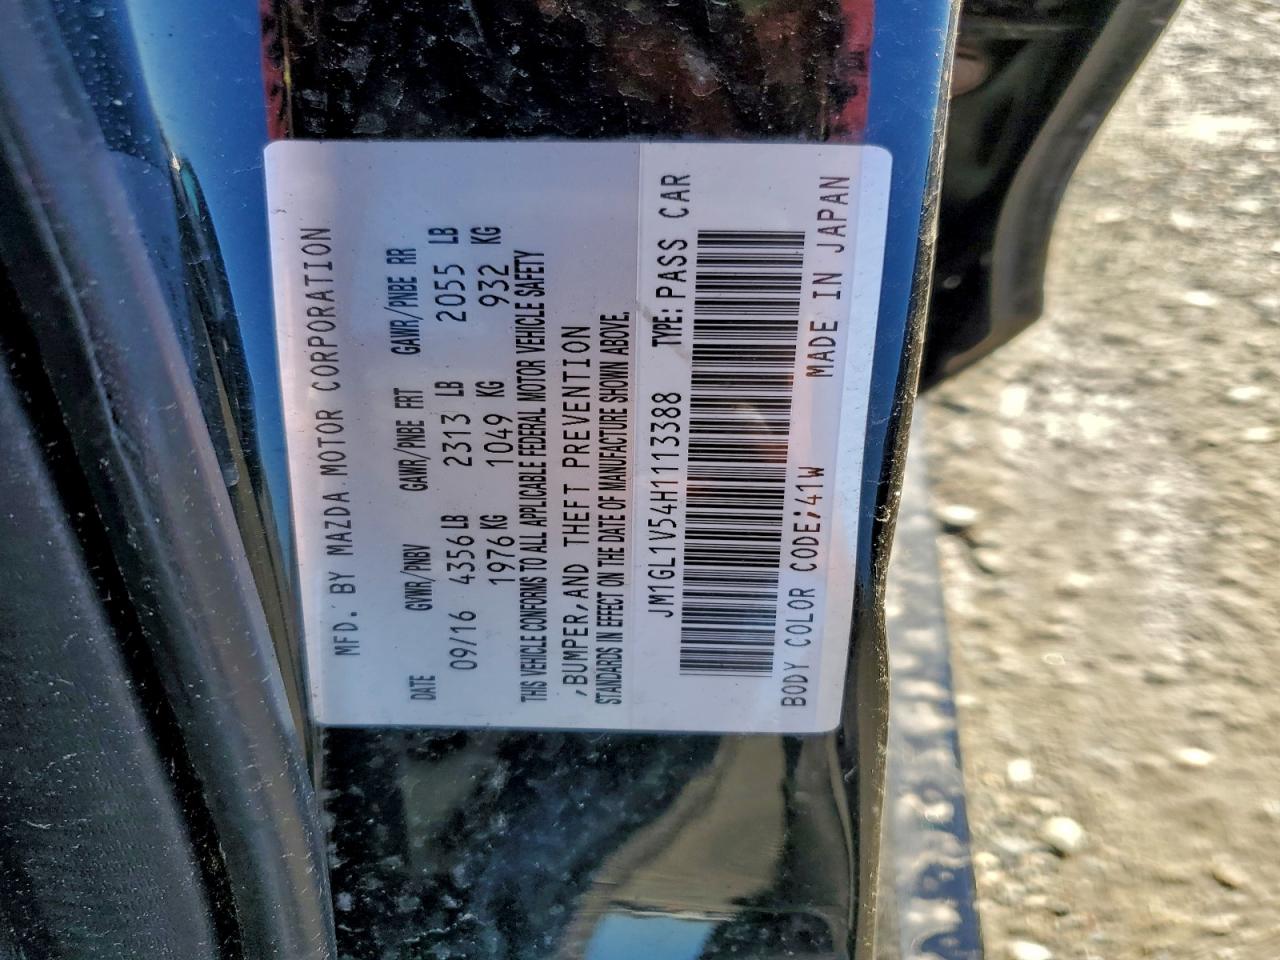 MFD. BY MAZDA MOTOR CORPORATION
DATE GVWR/PNBV GAWR/PNBE FRT GAWR/PNBE RR
09/16 4356 LB 2313 LB 2055 LB
1976 KG 1049 KG 932 KG
THIS VEHICLE CONFORMS TO ALL APPLICABLE FEDERAL MOTOR VEHICLE SAFETY
,BUMPER,AND THEFT PREVENTION
STANDARDS IN EFFECT ON THE DATE OF MANUFACTURE SHOWN ABOVE.
JM1GL1V54H1113388 TYPE: PASS CAR
BODY COLOR CODE;41W MADE IN JAPAN